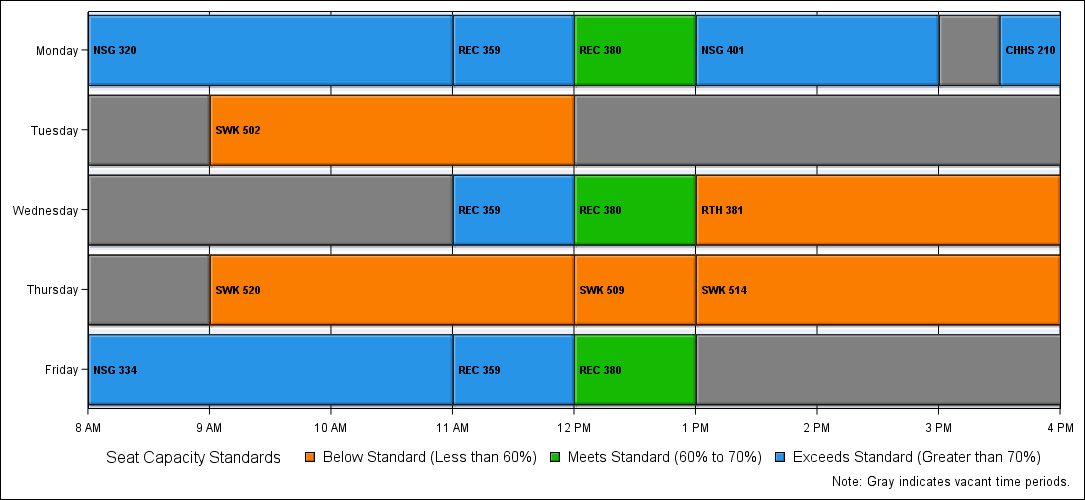 Monday NSG 320 REC 359 REC 380 NSG 401 CHHS 210
Tuesday SWK 502
Wednesday REC 359 REC 380 RTH 381
Thursday SWK 520 SWK 509 SWK 514
Friday NSG 334 REC 359 REC 380
8 AM 9 AM 10 AM 11 AM 12 PM 1 PM 2 PM 3 PM 4 PM
Seat Capacity Standards Below Standard (Less than 60%) Meets Standard (60% to 70%) Exceeds Standard (Greater than 70%)
Note: Gray indicates vacant time periods.